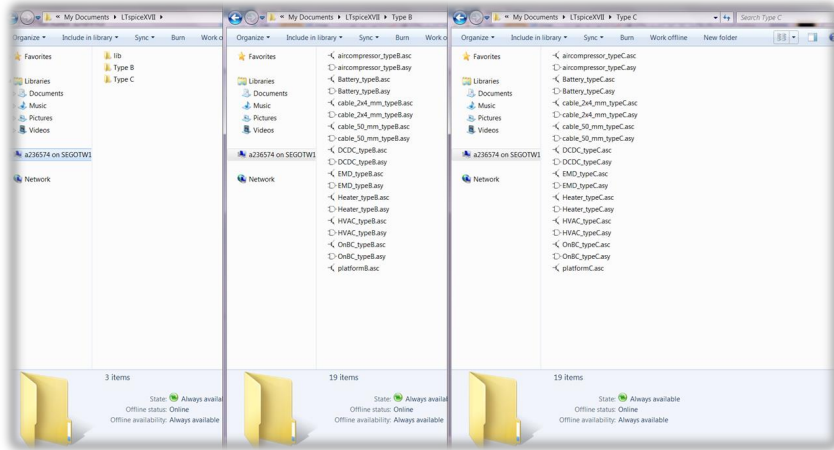 « My Documents ▸ LTspiceXVII ▸
Organize ▾ Include in library ▾ Sync ▾ Burn Work o
Favorites
Libraries
Documents
Music
Pictures
Videos
a236574 on SEGOTW1
Network
lib
Type B
Type C
3 items
State: Always availa
Offline status: Online
Offline availability: Always available
« My Documents ▸ LTspiceXVII ▸ Type B
Organize ▾ Include in library ▾ Sync ▾ Burn Work o
Favorites
Libraries
Documents
Music
Pictures
Videos
a236574 on SEGOTW1
Network
aircompressor_typeB.asc
aircompressor_typeB.asy
Battery_typeB.asc
Battery_typeB.asy
cable_2x4_mm_typeB.asc
cable_2x4_mm_typeB.asy
cable_50_mm_typeB.asc
cable_50_mm_typeB.asy
DCDC_typeB.asc
DCDC_typeB.asy
EMD_typeB.asc
EMD_typeB.asy
Heater_typeB.asc
Heater_typeB.asy
HVAC_typeB.asc
HVAC_typeB.asy
OnBC_typeB.asc
OnBC_typeB.asy
platformB.asc
19 items
State: Always availal
Offline status: Online
Offline availability: Always available
« My Documents ▸ LTspiceXVII ▸ Type C
Search Type C
Organize ▾ Include in library ▾ Sync ▾ Burn Work offline New folder
Favorites
Libraries
Documents
Music
Pictures
Videos
a236574 on SEGOTW1
Network
aircompressor_typeC.asc
aircompressor_typeC.asy
Battery_typeC.asc
Battery_typeC.asy
cable_2x4_mm_typeC.asc
cable_2x4_mm_typeC.asy
cable_50_mm_typeC.asc
cable_50_mm_typeC.asy
DCDC_typeC.asc
DCDC_typeC.asy
EMD_typeC.asc
EMD_typeC.asy
Heater_typeC.asc
Heater_typeC.asy
HVAC_typeC.asc
HVAC_typeC.asy
OnBC_typeC.asc
OnBC_typeC.asy
platformC.asc
19 items
State: Always available
Offline status: Online
Offline availability: Always available